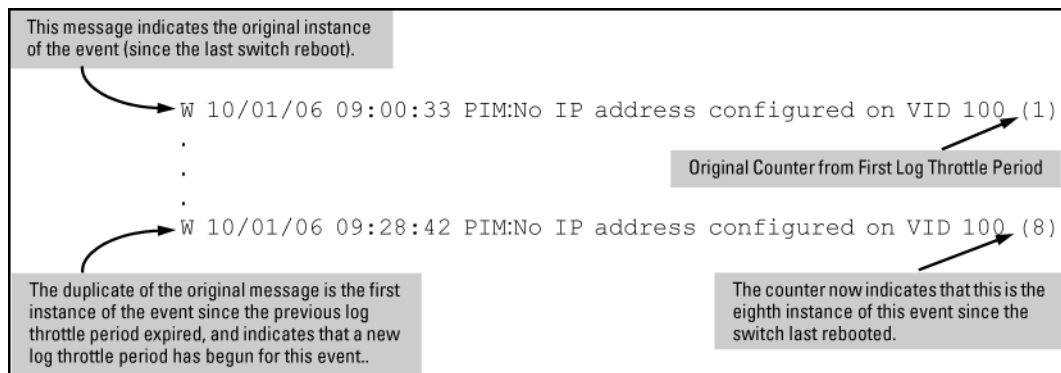 This message indicates the original instance
of the event (since the last switch reboot).
W 10/01/06 09:00:33 PIM:No IP address configured on VID 100 (1)
.
.
.
Original Counter from First Log Throttle Period
W 10/01/06 09:28:42 PIM:No IP address configured on VID 100 (8)
The duplicate of the original message is the first
instance of the event since the previous log
throttle period expired, and indicates that a new
log throttle period has begun for this event..
The counter now indicates that this is the
eighth instance of this event since the
switch last rebooted.